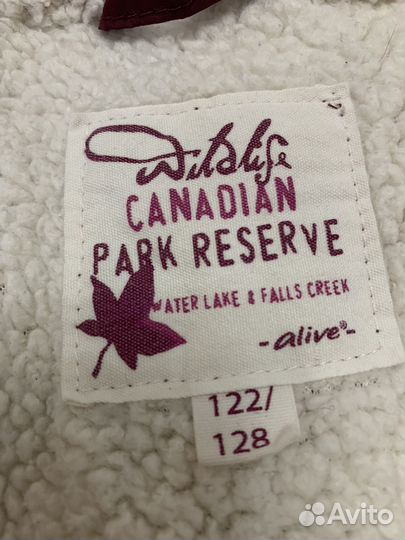 Wildlife
CANADIAN
PARK RESERVE
WATER LAKE & FALLS CREEK
-alive®-
122/
128
Avito